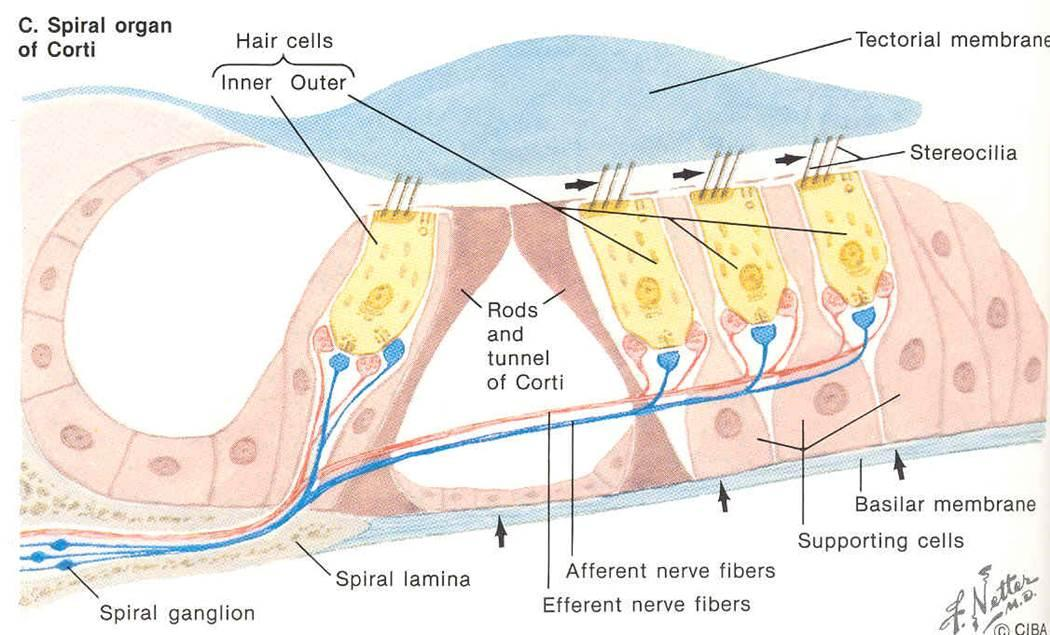 C. Spiral organ
of Corti
Hair cells
Inner Outer
Tectorial membrane
Stereocilia
Rods
and
tunnel
of Corti
Basilar membrane
Supporting cells
Afferent nerve fibers
Efferent nerve fibers
Spiral lamina
Spiral ganglion
F. Netter
M.D.
© CIBA